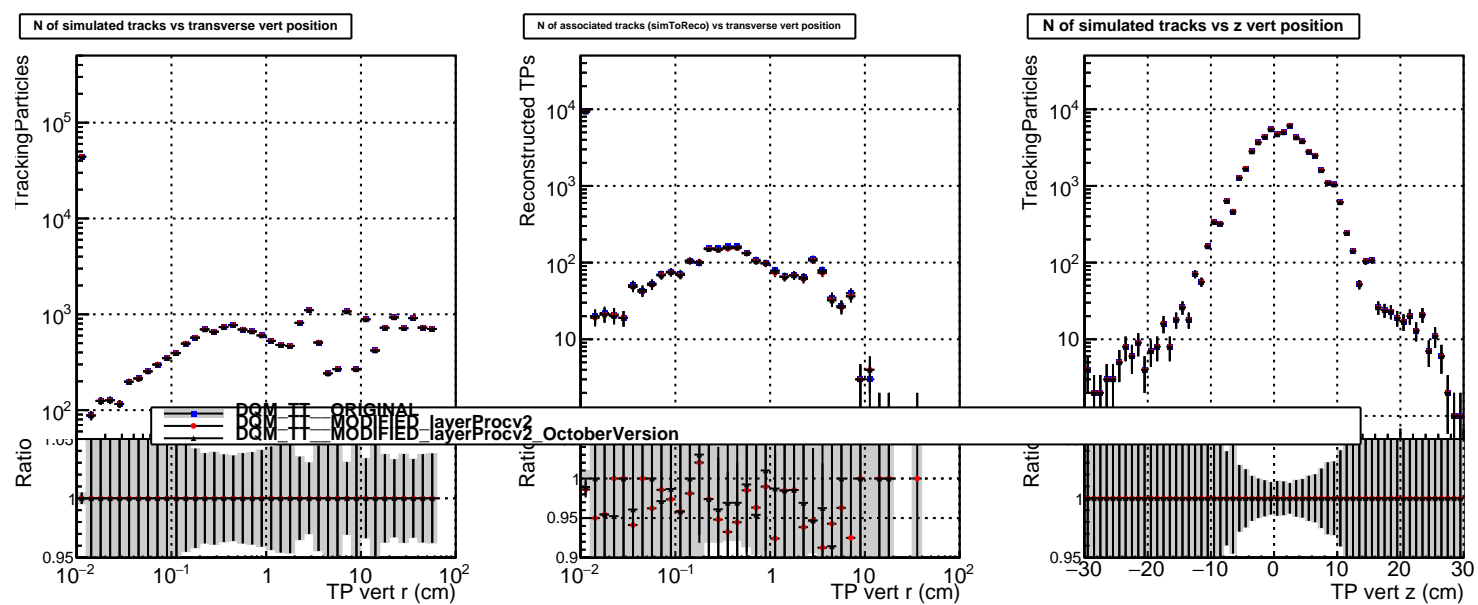 N of simulated tracks vs transverse vert position
N of associated tracks (simToReco) vs transverse vert position
N of simulated tracks vs z vert position
TrackingParticles
10^5
10^4
10^3
10^2
Reconstructed TPs
10^4
10^3
10^2
10
TrackingParticles
10^4
10^3
10^2
10
DQM_TT__ORIGINAL
DQM_TT__MODIFIED_layerProcv2
DQM_TT__MODIFIED_layerProcv2_OctoberVersion
Ratio
1.05
1
0.95
10^−2
10^−1
1
10
10^2
TP vert r (cm)
Ratio
1
0.95
0.9
10^−2
10^−1
1
10
10^2
TP vert r (cm)
Ratio
1
0.95
−30
−20
−10
0
10
20
30
TP vert z (cm)